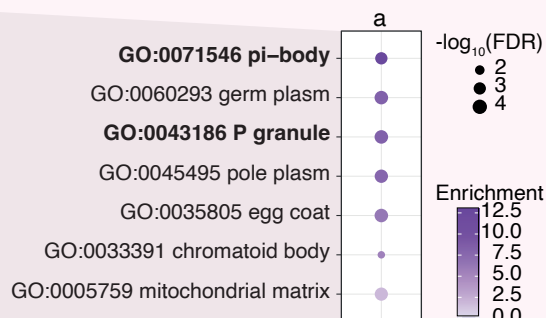 a
GO:0071546 pi−body
GO:0060293 germ plasm
GO:0043186 P granule
GO:0045495 pole plasm
GO:0035805 egg coat
GO:0033391 chromatoid body
GO:0005759 mitochondrial matrix
-log10(FDR)
2
3
4
Enrichment
12.5
10.0
7.5
5.0
2.5
0.0